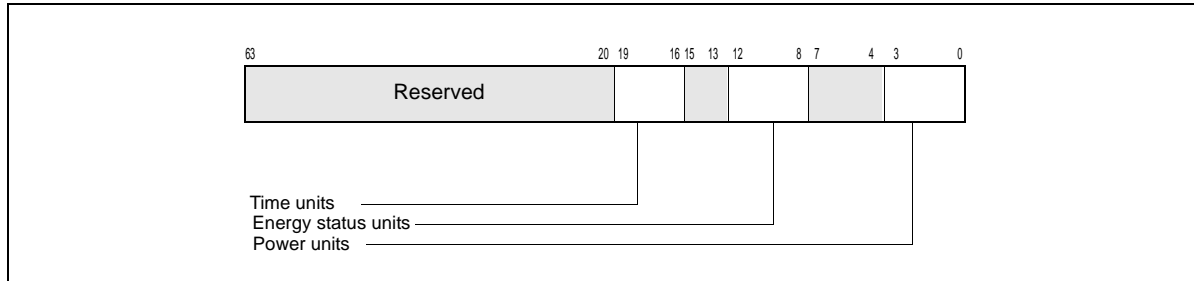 63 20 19 16 15 13 12 8 7 4 3 0
Reserved
Time units
Energy status units
Power units